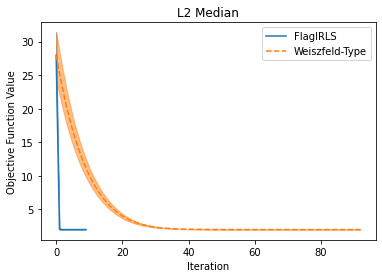 L2 Median
FlagIRLS
Weiszfeld-Type
Objective Function Value
30
25
20
15
10
5
0
20
40
60
80
Iteration